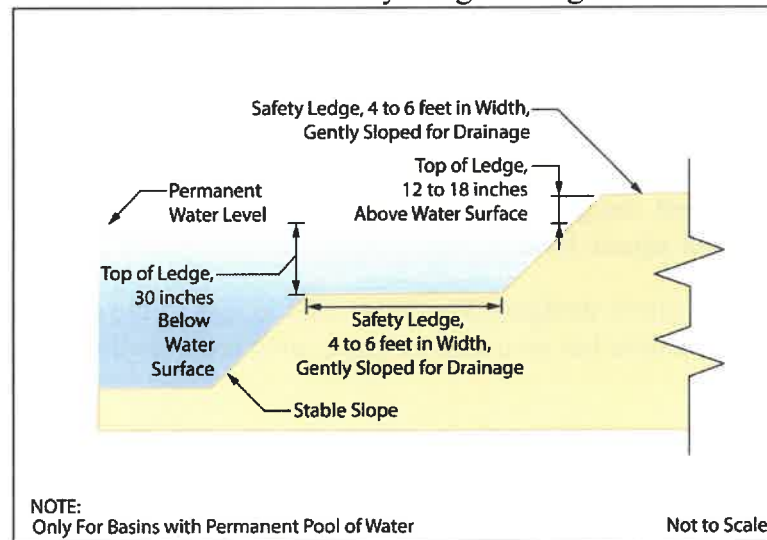 Safety Ledge, 4 to 6 feet in Width,
Gently Sloped for Drainage
Top of Ledge,
12 to 18 inches
Above Water Surface
Permanent
Water Level
Top of Ledge,
30 inches
Below
Water
Surface
Safety Ledge,
4 to 6 feet in Width,
Gently Sloped for Drainage
Stable Slope
NOTE:
Only For Basins with Permanent Pool of Water
Not to Scale